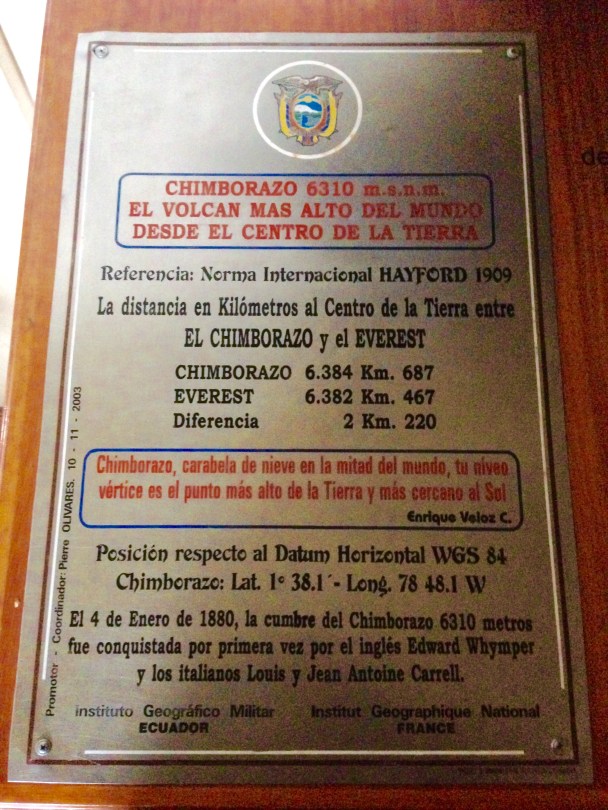 CHIMBORAZO 6310 m.s.n.m.
EL VOLCAN MAS ALTO DEL MUNDO
DESDE EL CENTRO DE LA TIERRA
Referencia: Norma Internacional HAYFORD 1909
La distancia en Kilómetros al Centro de la Tierra entre
EL CHIMBORAZO y el EVEREST
CHIMBORAZO 6.384 Km. 687
EVEREST 6.382 Km. 467
Diferencia 2 Km. 220
Chimborazo, carabela de nieve en la mitad del mundo, tu níveo
vértice es el punto más alto de la Tierra y más cercano al Sol
Enrique Veloz C.
Posición respecto al Datum Horizontal WGS 84
Chimborazo: Lat. 1º 38.1´- Long. 78 48.1 W
El 4 de Enero de 1880, la cumbre del Chimborazo 6310 metros
fue conquistada por primera vez por el inglés Edward Whymper
y los italianos Louis y Jean Antoine Carrell.
Instituto Geográfico Militar Institut Geographique National
ECUADOR FRANCE
Promotor - Coordinador: Pierre OLIVARES. 10 - 11 - 2003
de